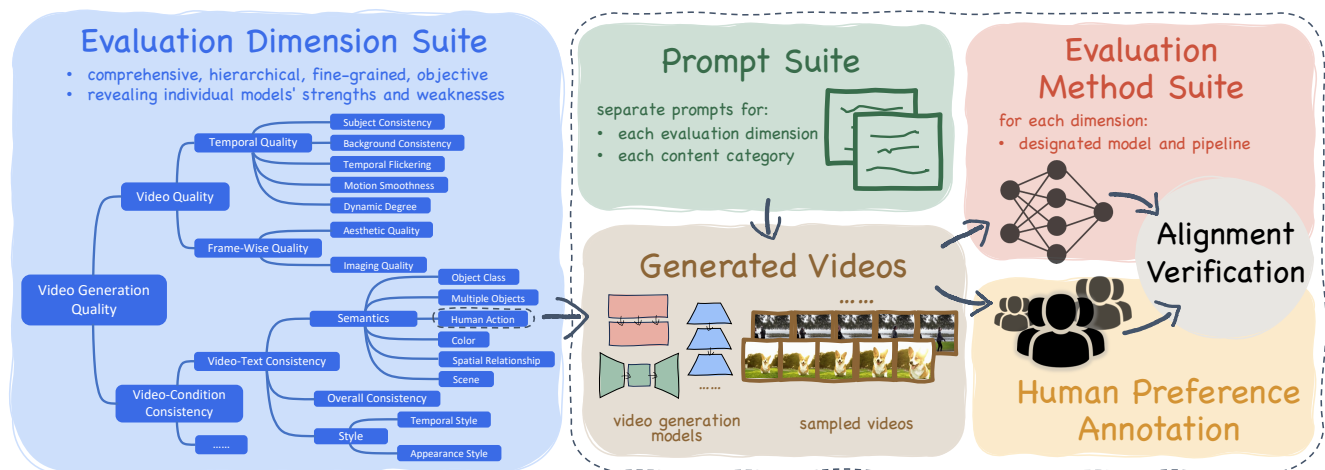 Evaluation Dimension Suite
• comprehensive, hierarchical, fine-grained, objective
• revealing individual models' strengths and weaknesses
Video Generation
Quality
Video Quality
Temporal Quality
Subject Consistency
Background Consistency
Temporal Flickering
Motion Smoothness
Dynamic Degree
Frame-Wise Quality
Aesthetic Quality
Imaging Quality
Video-Condition
Consistency
Video-Text Consistency
Semantics
Object Class
Multiple Objects
Human Action
Color
Spatial Relationship
Scene
Overall Consistency
Style
Temporal Style
Appearance Style
......
Prompt Suite
separate prompts for:
• each evaluation dimension
• each content category
Generated Videos
......
......
video generation
models
sampled videos
Evaluation
Method Suite
for each dimension:
• designated model and pipeline
Alignment
Verification
Human Preference
Annotation